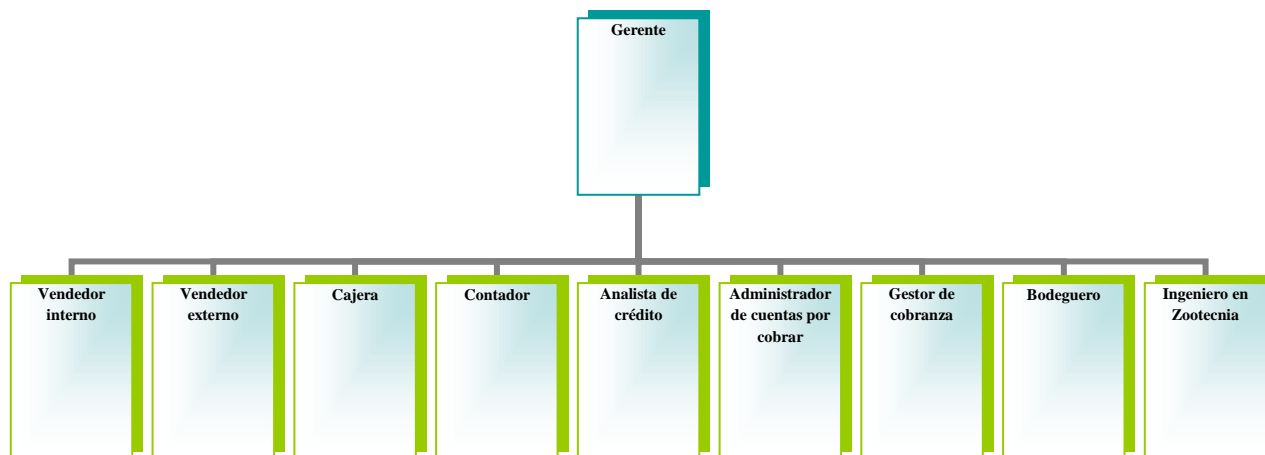 Gerente
Vendedor
interno
Vendedor
externo
Cajera
Contador
Analista de
crédito
Administrador
de cuentas por
cobrar
Gestor de
cobranza
Bodeguero
Ingeniero en
Zootecnia